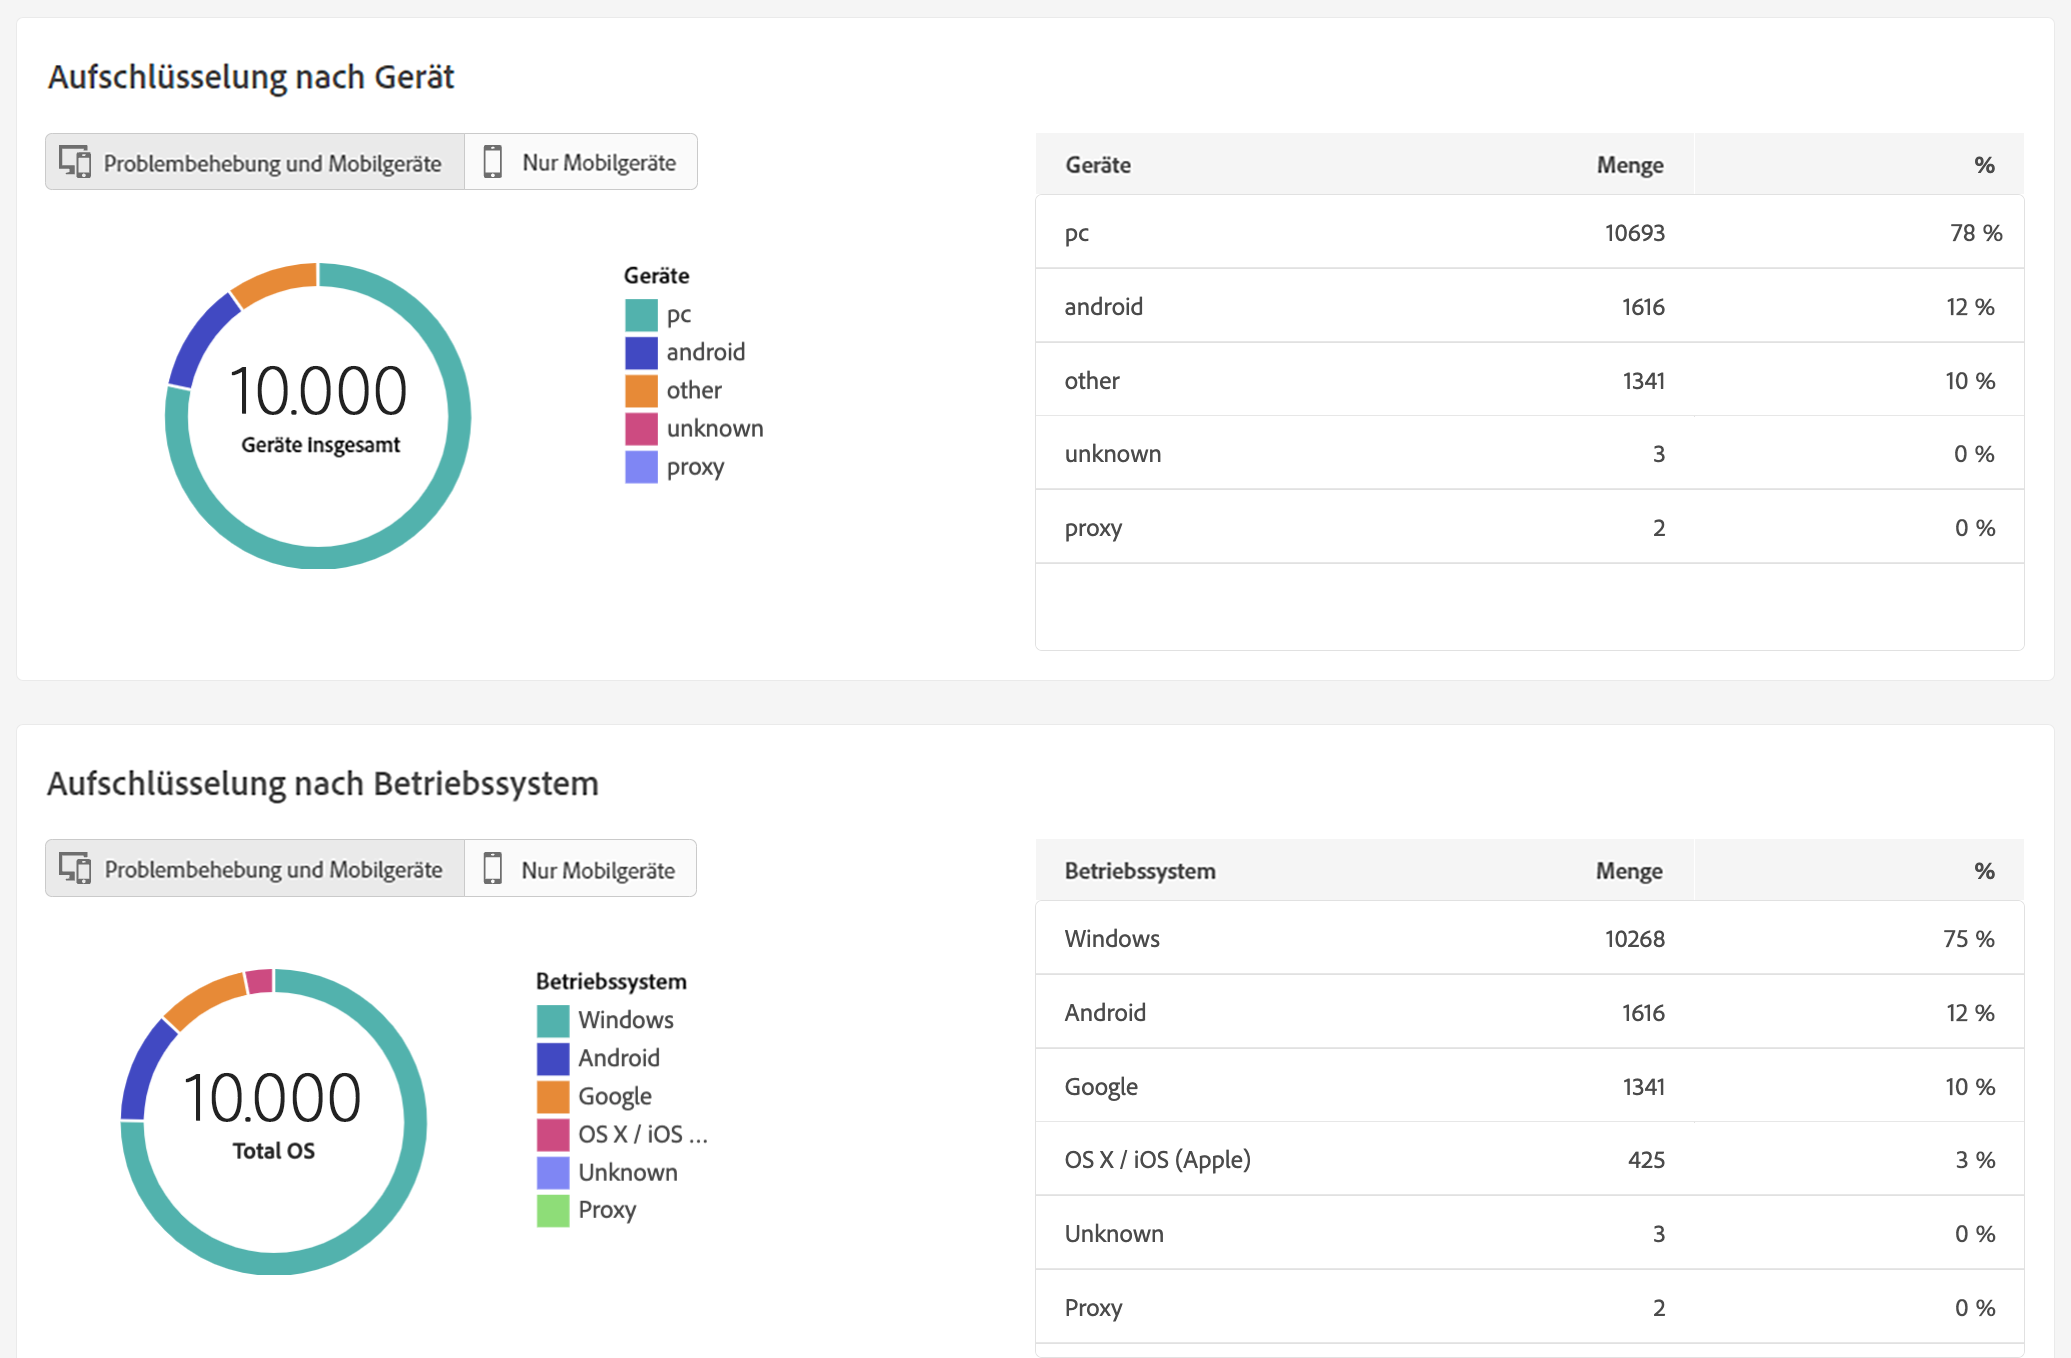 Aufschlüsselung nach Gerät
Problembehebung und Mobilgeräte
Nur Mobilgeräte
10.000
Geräte insgesamt
Geräte
pc
android
other
unknown
proxy
Geräte Menge %
pc 10693 78 %
android 1616 12 %
other 1341 10 %
unknown 3 0 %
proxy 2 0 %
Aufschlüsselung nach Betriebssystem
Problembehebung und Mobilgeräte
Nur Mobilgeräte
10.000
Total OS
Betriebssystem
Windows
Android
Google
OS X / iOS ...
Unknown
Proxy
Betriebssystem Menge %
Windows 10268 75 %
Android 1616 12 %
Google 1341 10 %
OS X / iOS (Apple) 425 3 %
Unknown 3 0 %
Proxy 2 0 %